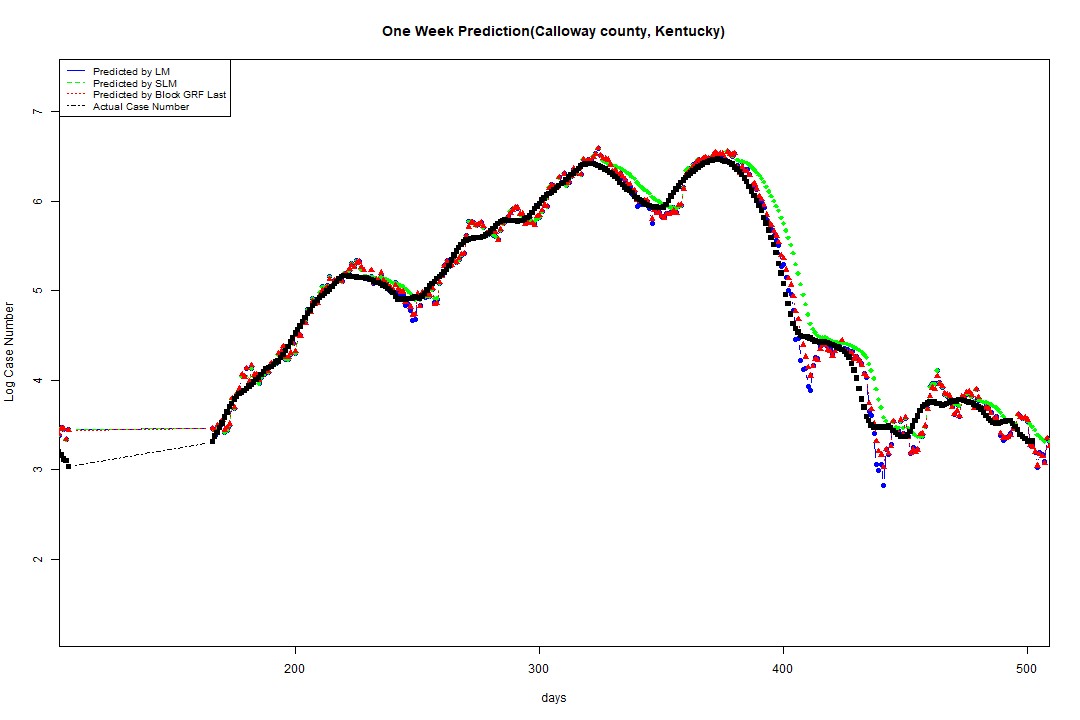 One Week Prediction(Calloway county, Kentucky)
Predicted by LM
Predicted by SLM
Predicted by Block GRF Last
Actual Case Number
7
6
5
4
3
2
Log Case Number
200 300 400 500
days